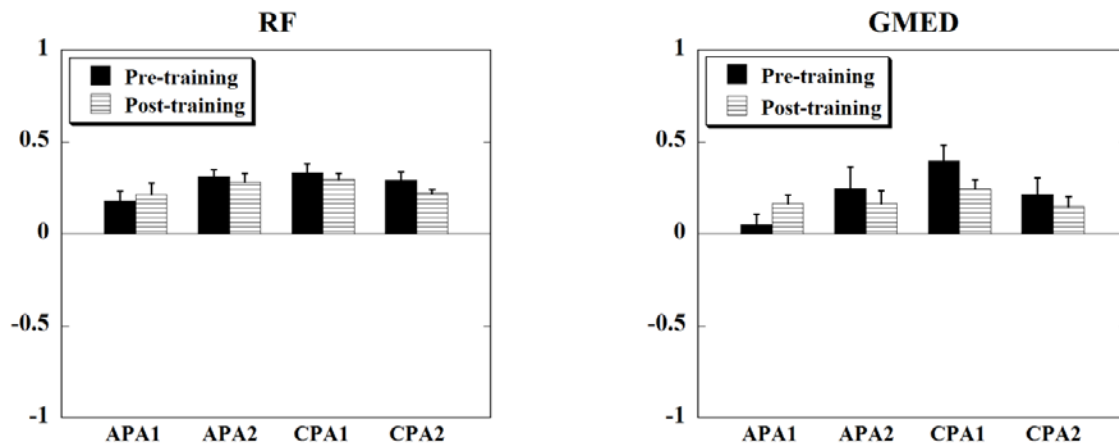 RF
1
Pre-training
Post-training
0.5
0
-0.5
-1
APA1 APA2 CPA1 CPA2
GMED
1
Pre-training
Post-training
0.5
0
-0.5
-1
APA1 APA2 CPA1 CPA2